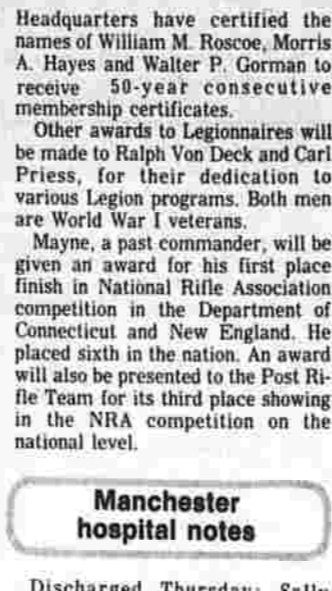 Headquarters have certified the
names of William M. Roscoe, Morris
A. Hayes and Walter P. Gorman to
receive 50-year consecutive
membership certificates.
Other awards to Legionnaires will
be made to Ralph Von Deck and Carl
Priess, for their dedication to
various Legion programs. Both men
are World War I veterans.
Mayne, a past commander, will be
given an award for his first place
finish in National Rifle Association
competition in the Department of
Connecticut and New England. He
placed sixth in the nation. An award
will also be presented to the Post Ri-
fle Team for its third place showing
in the NRA competition on the
national level.
Manchester
hospital notes
Discharged Thursday: Sally